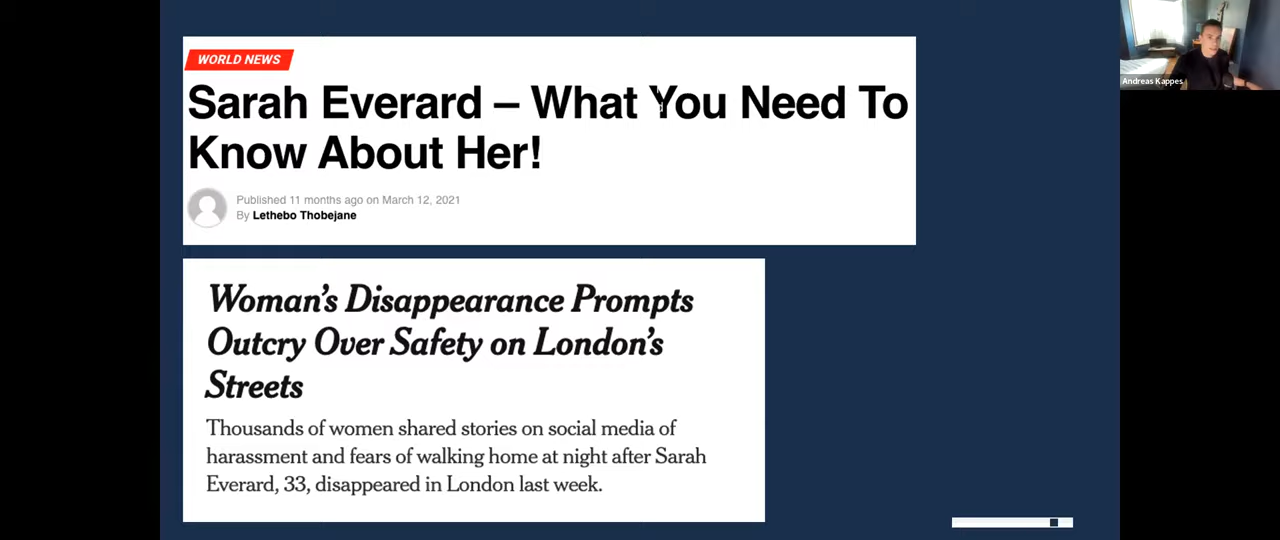 WORLD NEWS
Sarah Everard – What You Need To
Know About Her!
Published 11 months ago on March 12, 2021
By Lethebo Thobejane
Woman's Disappearance Prompts
Outcry Over Safety on London's
Streets
Thousands of women shared stories on social media of
harassment and fears of walking home at night after Sarah
Everard, 33, disappeared in London last week.
Andreas Kappes